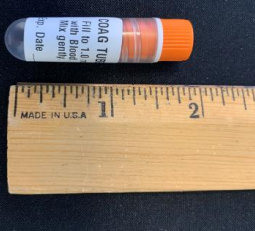 COAG TUB
Fill to 1.0 m
with Blood
Mix gently
Exp. Date
1 2
MADE IN U.S.A